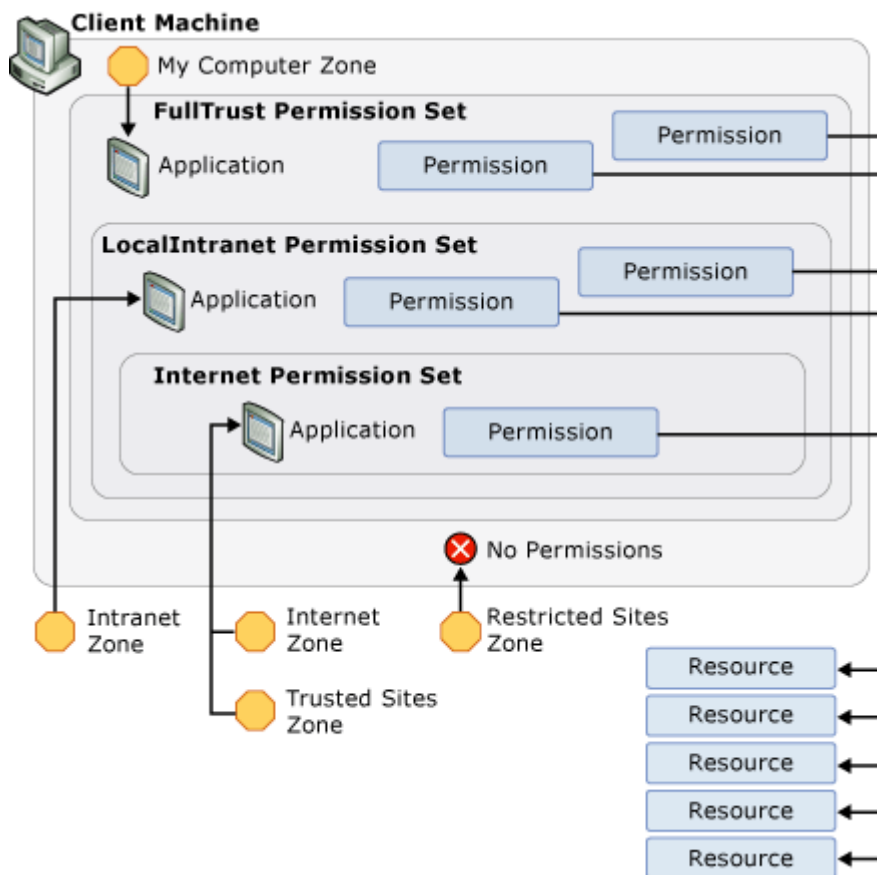 Client Machine
My Computer Zone
FullTrust Permission Set
Permission
Application
Permission
LocalIntranet Permission Set
Permission
Application
Permission
Internet Permission Set
Application
Permission
No Permissions
Intranet
Zone
Internet
Zone
Restricted Sites
Zone
Trusted Sites
Zone
Resource
Resource
Resource
Resource
Resource